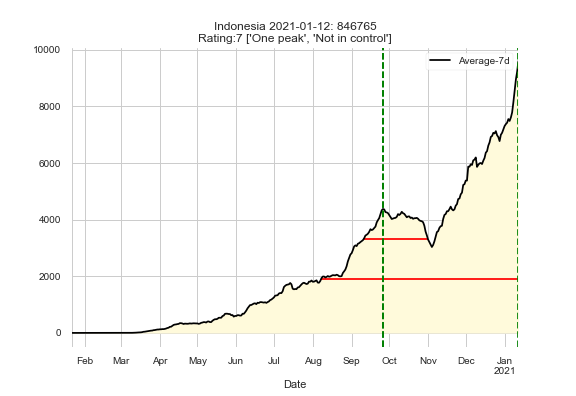 Indonesia 2021-01-12: 846765
Rating:7 ['One peak', 'Not in control']
Average-7d
10000
8000
6000
4000
2000
0
Feb Mar Apr May Jun Jul Aug Sep Oct Nov Dec Jan
2021
Date